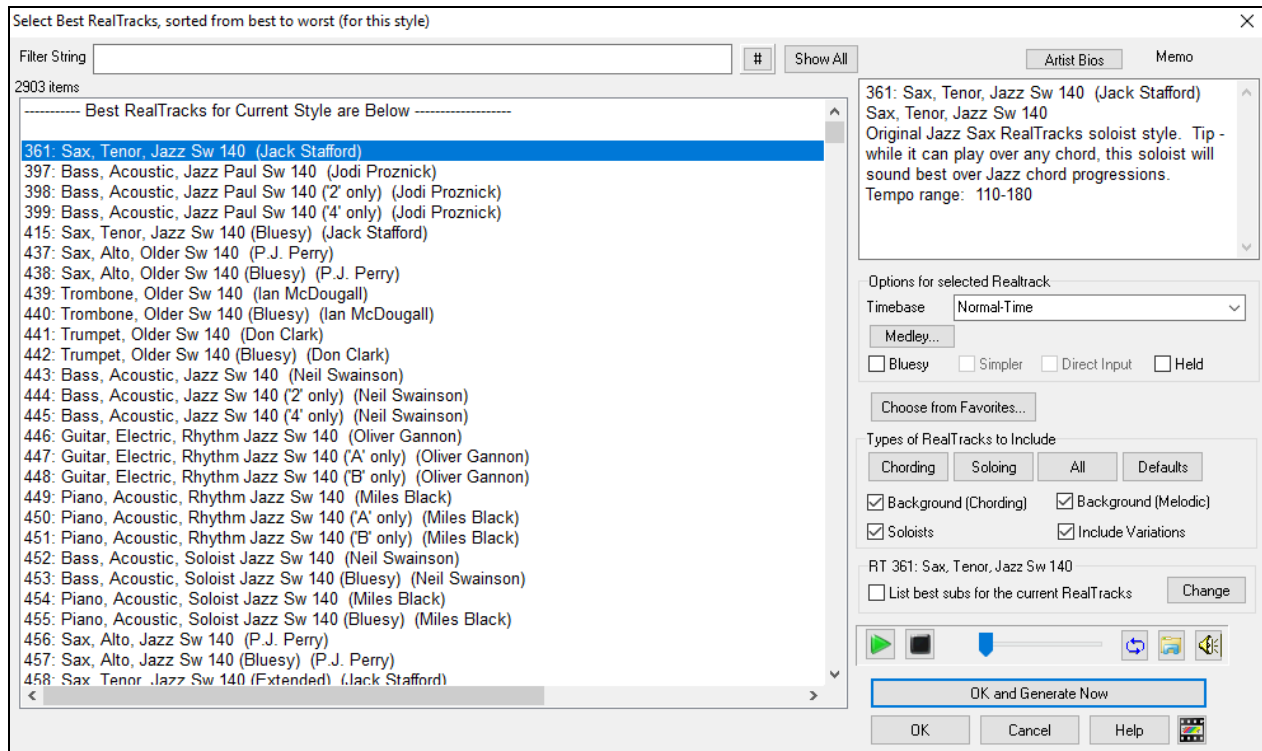 Select Best RealTracks, sorted from best to worst (for this style)
Filter String
#
Show All
Artist Bios
Memo
2903 items
----------- Best RealTracks for Current Style are Below --------------------
361: Sax, Tenor, Jazz Sw 140 (Jack Stafford)
397: Bass, Acoustic, Jazz Paul Sw 140 (Jodi Proznick)
398: Bass, Acoustic, Jazz Paul Sw 140 ('2' only) (Jodi Proznick)
399: Bass, Acoustic, Jazz Paul Sw 140 ('4' only) (Jodi Proznick)
415: Sax, Tenor, Jazz Sw 140 (Bluesy) (Jack Stafford)
437: Sax, Alto, Older Sw 140 (P.J. Perry)
438: Sax, Alto, Older Sw 140 (Bluesy) (P.J. Perry)
439: Trombone, Older Sw 140 (Ian McDougall)
440: Trombone, Older Sw 140 (Bluesy) (Ian McDougall)
441: Trumpet, Older Sw 140 (Don Clark)
442: Trumpet, Older Sw 140 (Bluesy) (Don Clark)
443: Bass, Acoustic, Jazz Sw 140 (Neil Swainson)
444: Bass, Acoustic, Jazz Sw 140 ('2' only) (Neil Swainson)
445: Bass, Acoustic, Jazz Sw 140 ('4' only) (Neil Swainson)
446: Guitar, Electric, Rhythm Jazz Sw 140 (Oliver Gannon)
447: Guitar, Electric, Rhythm Jazz Sw 140 ('A' only) (Oliver Gannon)
448: Guitar, Electric, Rhythm Jazz Sw 140 ('B' only) (Oliver Gannon)
449: Piano, Acoustic, Rhythm Jazz Sw 140 (Miles Black)
450: Piano, Acoustic, Rhythm Jazz Sw 140 ('A' only) (Miles Black)
451: Piano, Acoustic, Rhythm Jazz Sw 140 ('B' only) (Miles Black)
452: Bass, Acoustic, Soloist Jazz Sw 140 (Neil Swainson)
453: Bass, Acoustic, Soloist Jazz Sw 140 (Bluesy) (Neil Swainson)
454: Piano, Acoustic, Soloist Jazz Sw 140 (Miles Black)
455: Piano, Acoustic, Soloist Jazz Sw 140 (Bluesy) (Miles Black)
456: Sax, Alto, Jazz Sw 140 (P.J. Perry)
457: Sax, Alto, Jazz Sw 140 (Bluesy) (P.J. Perry)
458: Sax, Tenor, Jazz Sw 140 (Extended) (Jack Stafford)
361: Sax, Tenor, Jazz Sw 140 (Jack Stafford)
Sax, Tenor, Jazz Sw 140
Original Jazz Sax RealTracks soloist style. Tip -
while it can play over any chord, this soloist will
sound best over Jazz chord progressions.
Tempo range: 110-180
Options for selected Realtrack
Timebase
Normal-Time
Medley...
Bluesy
Simpler
Direct Input
Held
Choose from Favorites...
Types of RealTracks to Include
Chording
Soloing
All
Defaults
Background (Chording)
Background (Melodic)
Soloists
Include Variations
RT 361: Sax, Tenor, Jazz Sw 140
List best subs for the current RealTracks
Change
OK and Generate Now
OK
Cancel
Help